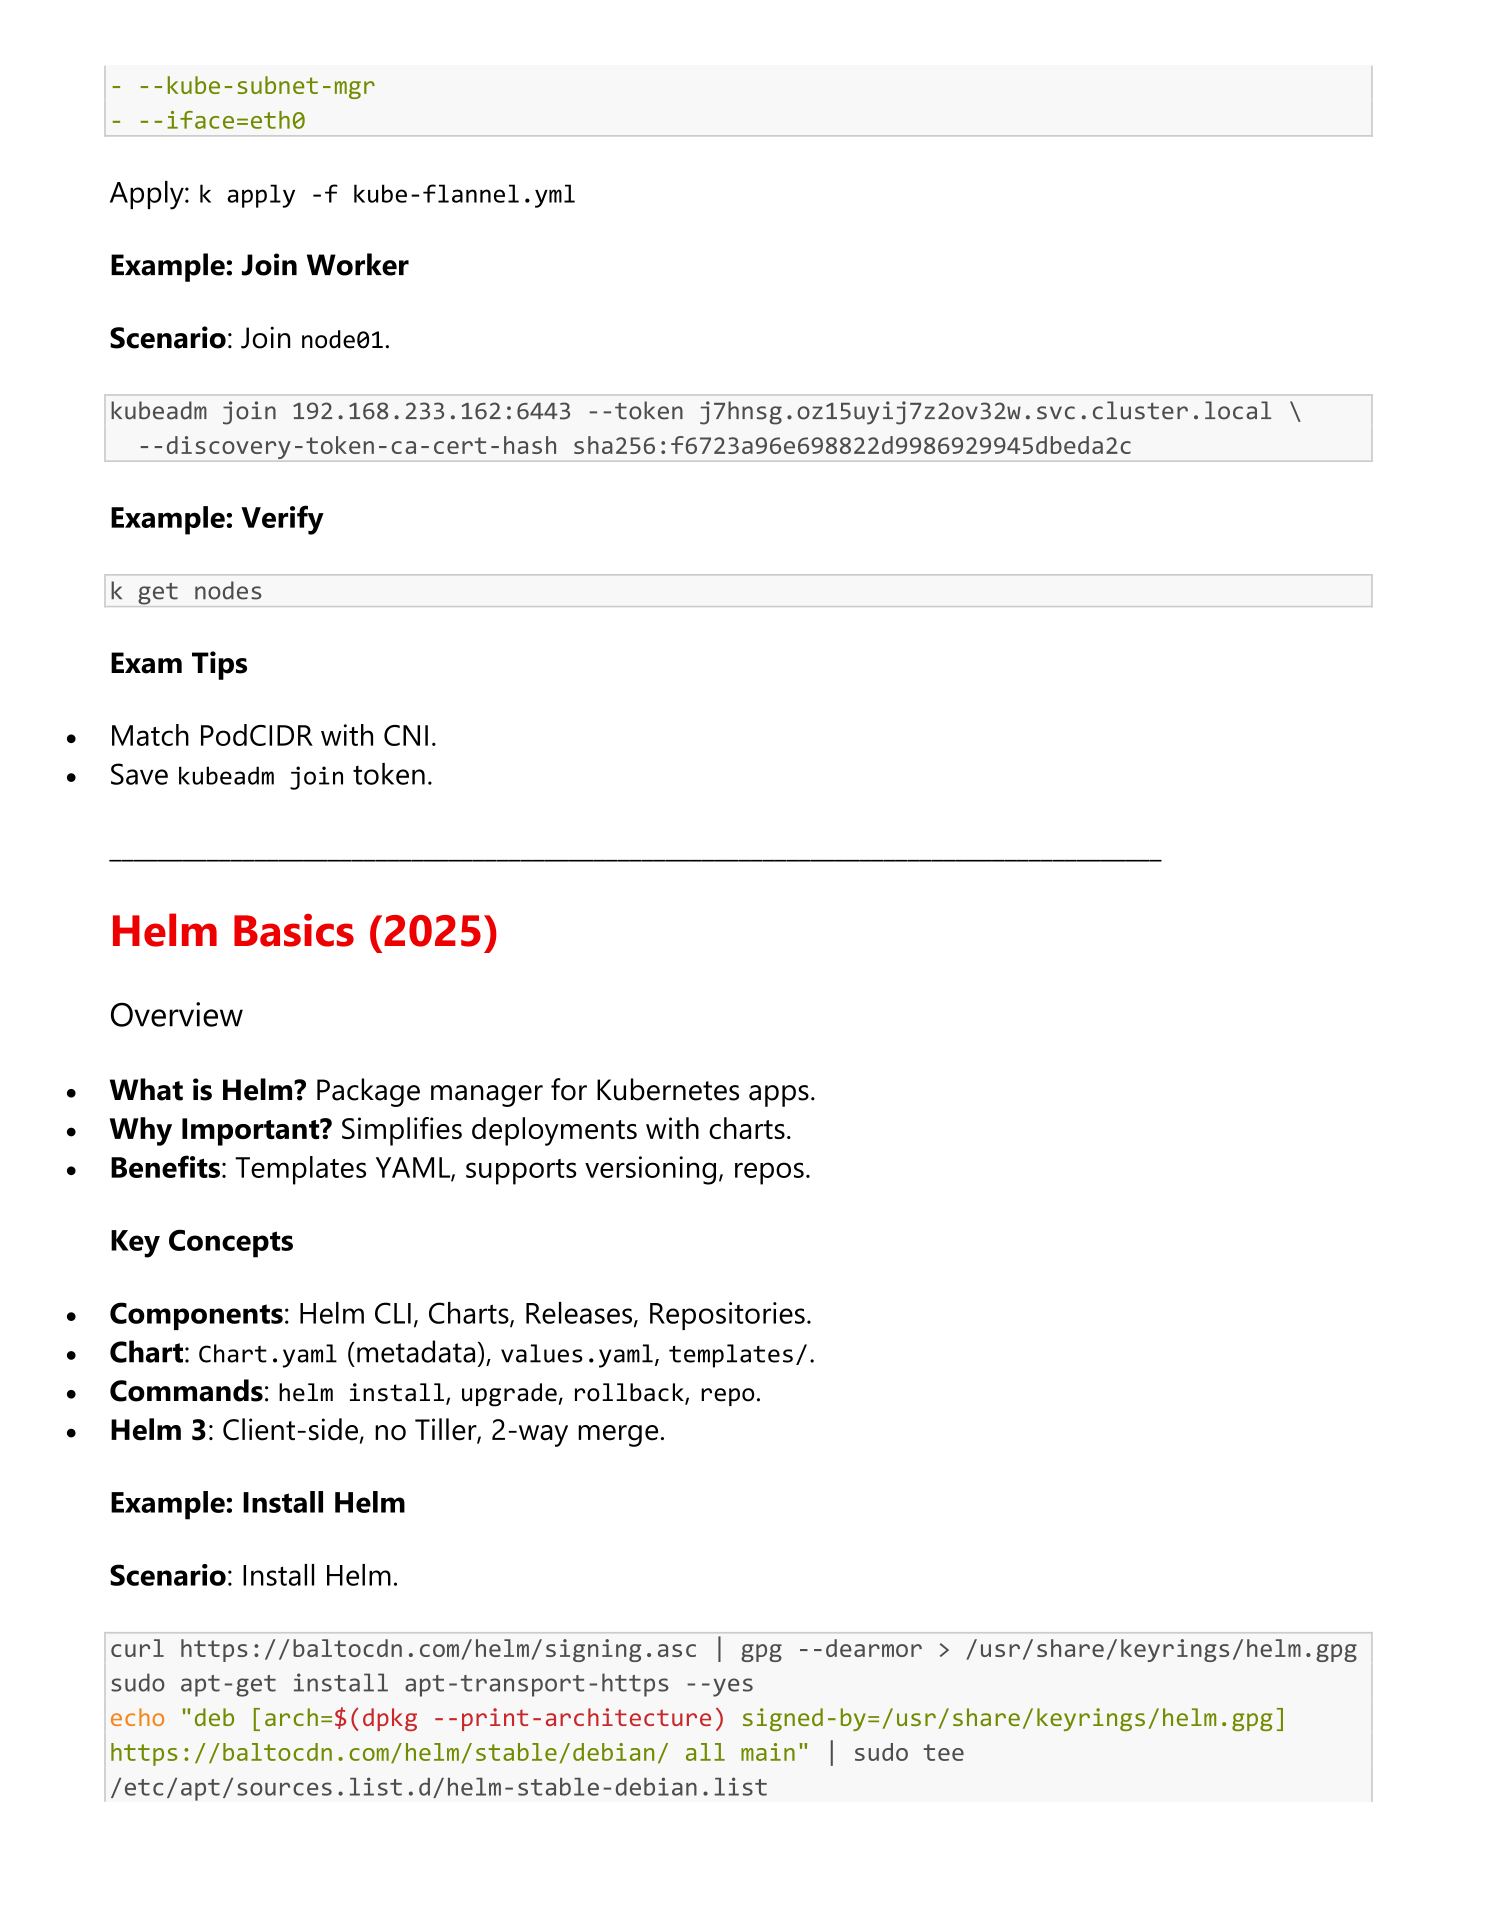 - --kube-subnet-mgr
- --iface=eth0
Apply: k apply -f kube-flannel.yml
Example: Join Worker
Scenario: Join node01.
kubeadm join 192.168.233.162:6443 --token j7hnsg.oz15uyij7z2ov32w.svc.cluster.local \
  --discovery-token-ca-cert-hash sha256:f6723a96e698822d9986929945dbeda2c
Example: Verify
k get nodes
Exam Tips
• Match PodCIDR with CNI.
• Save kubeadm join token.
Helm Basics (2025)
Overview
• What is Helm? Package manager for Kubernetes apps.
• Why Important? Simplifies deployments with charts.
• Benefits: Templates YAML, supports versioning, repos.
Key Concepts
• Components: Helm CLI, Charts, Releases, Repositories.
• Chart: Chart.yaml (metadata), values.yaml, templates/.
• Commands: helm install, upgrade, rollback, repo.
• Helm 3: Client-side, no Tiller, 2-way merge.
Example: Install Helm
Scenario: Install Helm.
curl https://baltocdn.com/helm/signing.asc | gpg --dearmor > /usr/share/keyrings/helm.gpg
sudo apt-get install apt-transport-https --yes
echo "deb [arch=$(dpkg --print-architecture) signed-by=/usr/share/keyrings/helm.gpg]
https://baltocdn.com/helm/stable/debian/ all main" | sudo tee
/etc/apt/sources.list.d/helm-stable-debian.list